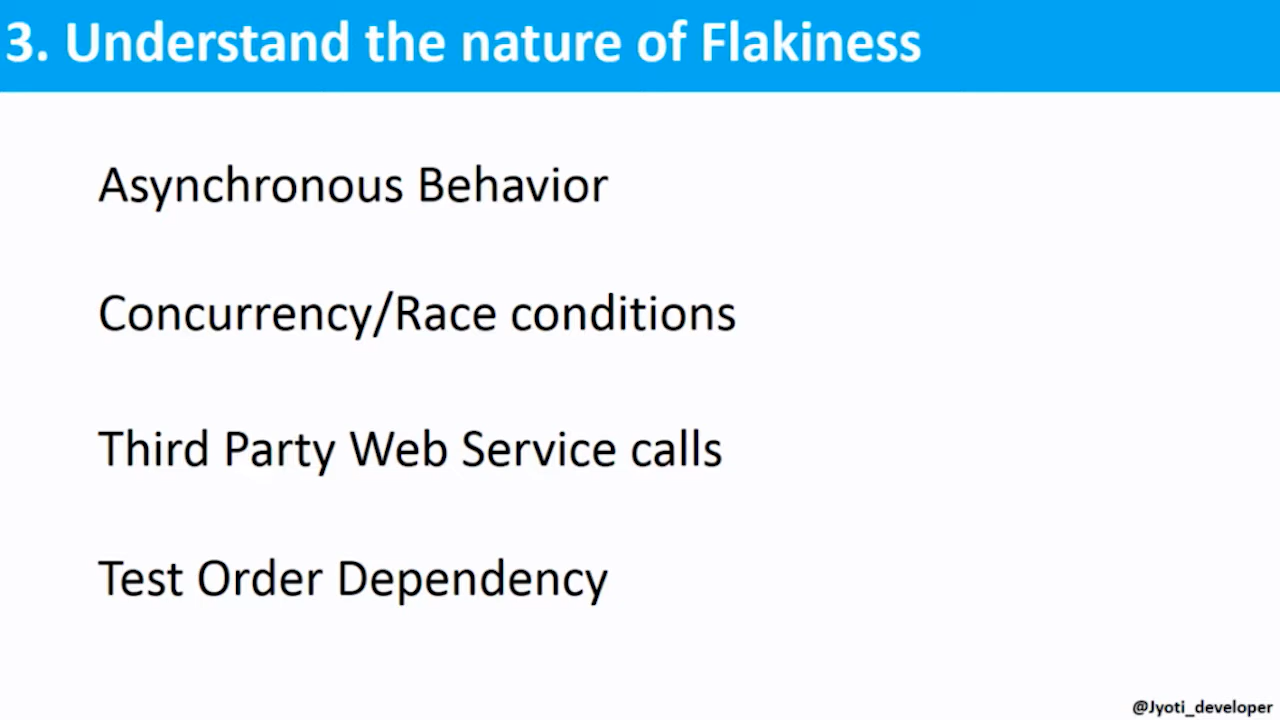 3. Understand the nature of Flakiness
Asynchronous Behavior
Concurrency/Race conditions
Third Party Web Service calls
Test Order Dependency
@Jyoti_developer